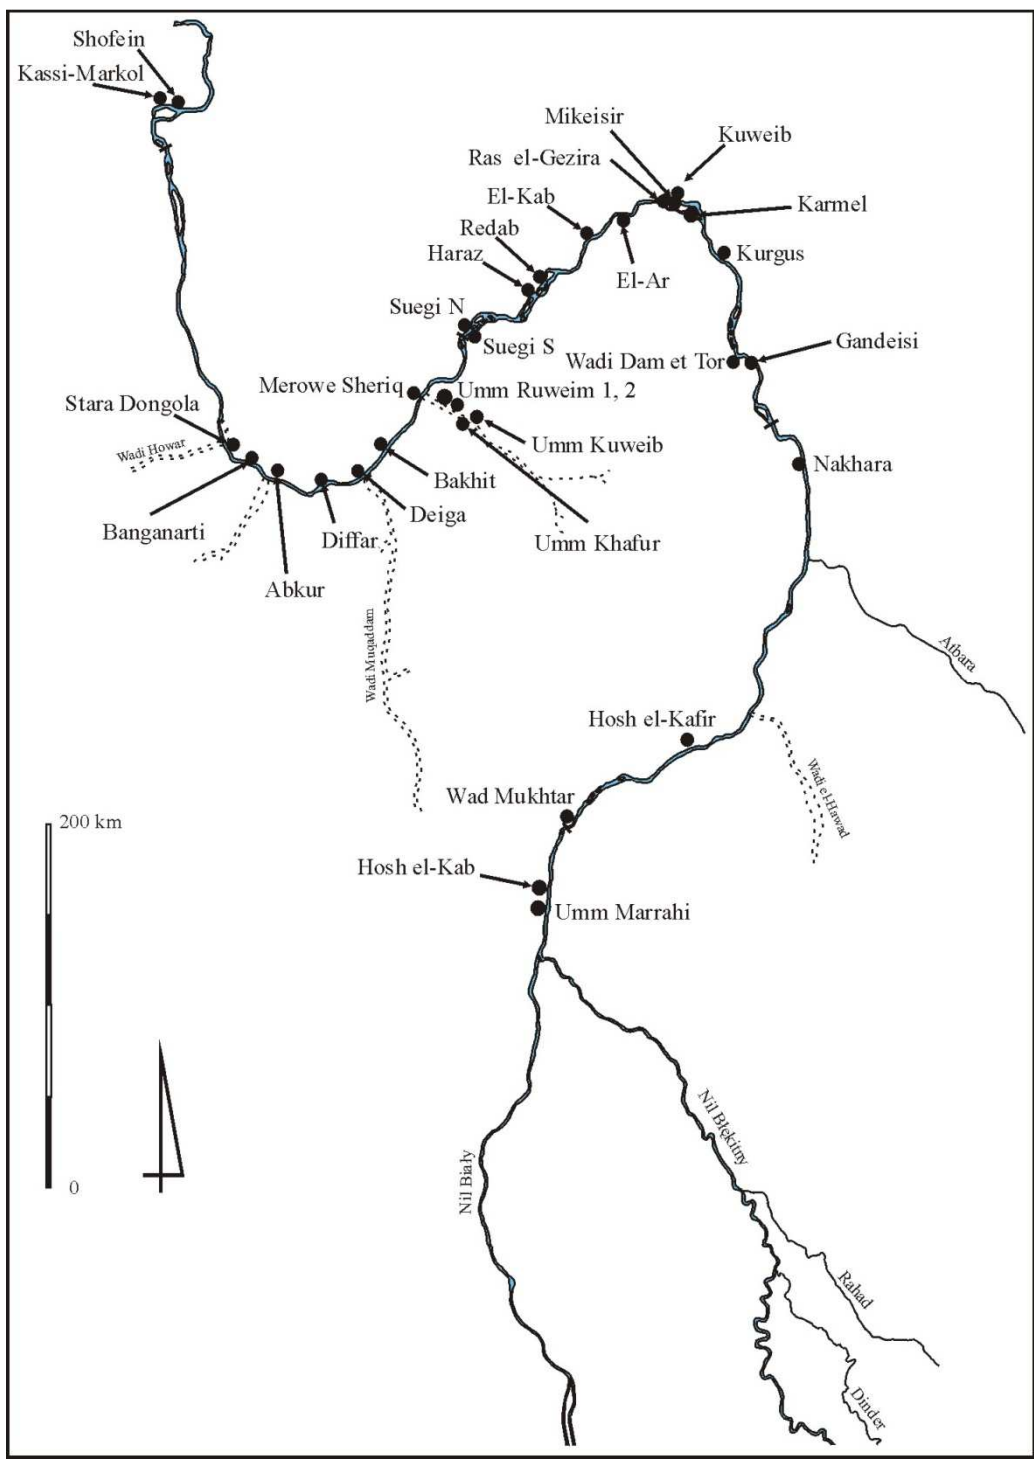 Shofein
Kassi-Markol
Mikeisir
Kuweib
Ras el-Gezira
El-Kab
Karmel
Redab
Haraz
El-Ar
Kurgus
Suegi N
Suegi S
Wadi Dam et Tor
Gandeisi
Merowe Sheriq
Umm Ruweim 1, 2
Stara Dongola
Umm Kuweib
Wadi Howar
Bakhit
Nakhara
Deiga
Banganarti
Diffar
Umm Khafur
Abkur
Wadi Muqaddam
Atbara
Hosh el-Kafir
Wadi el-Hawad
Wad Mukhtar
200 km
Hosh el-Kab
Umm Marrahi
Nil Błękitny
Nil Biały
0
Rahad
Dinder